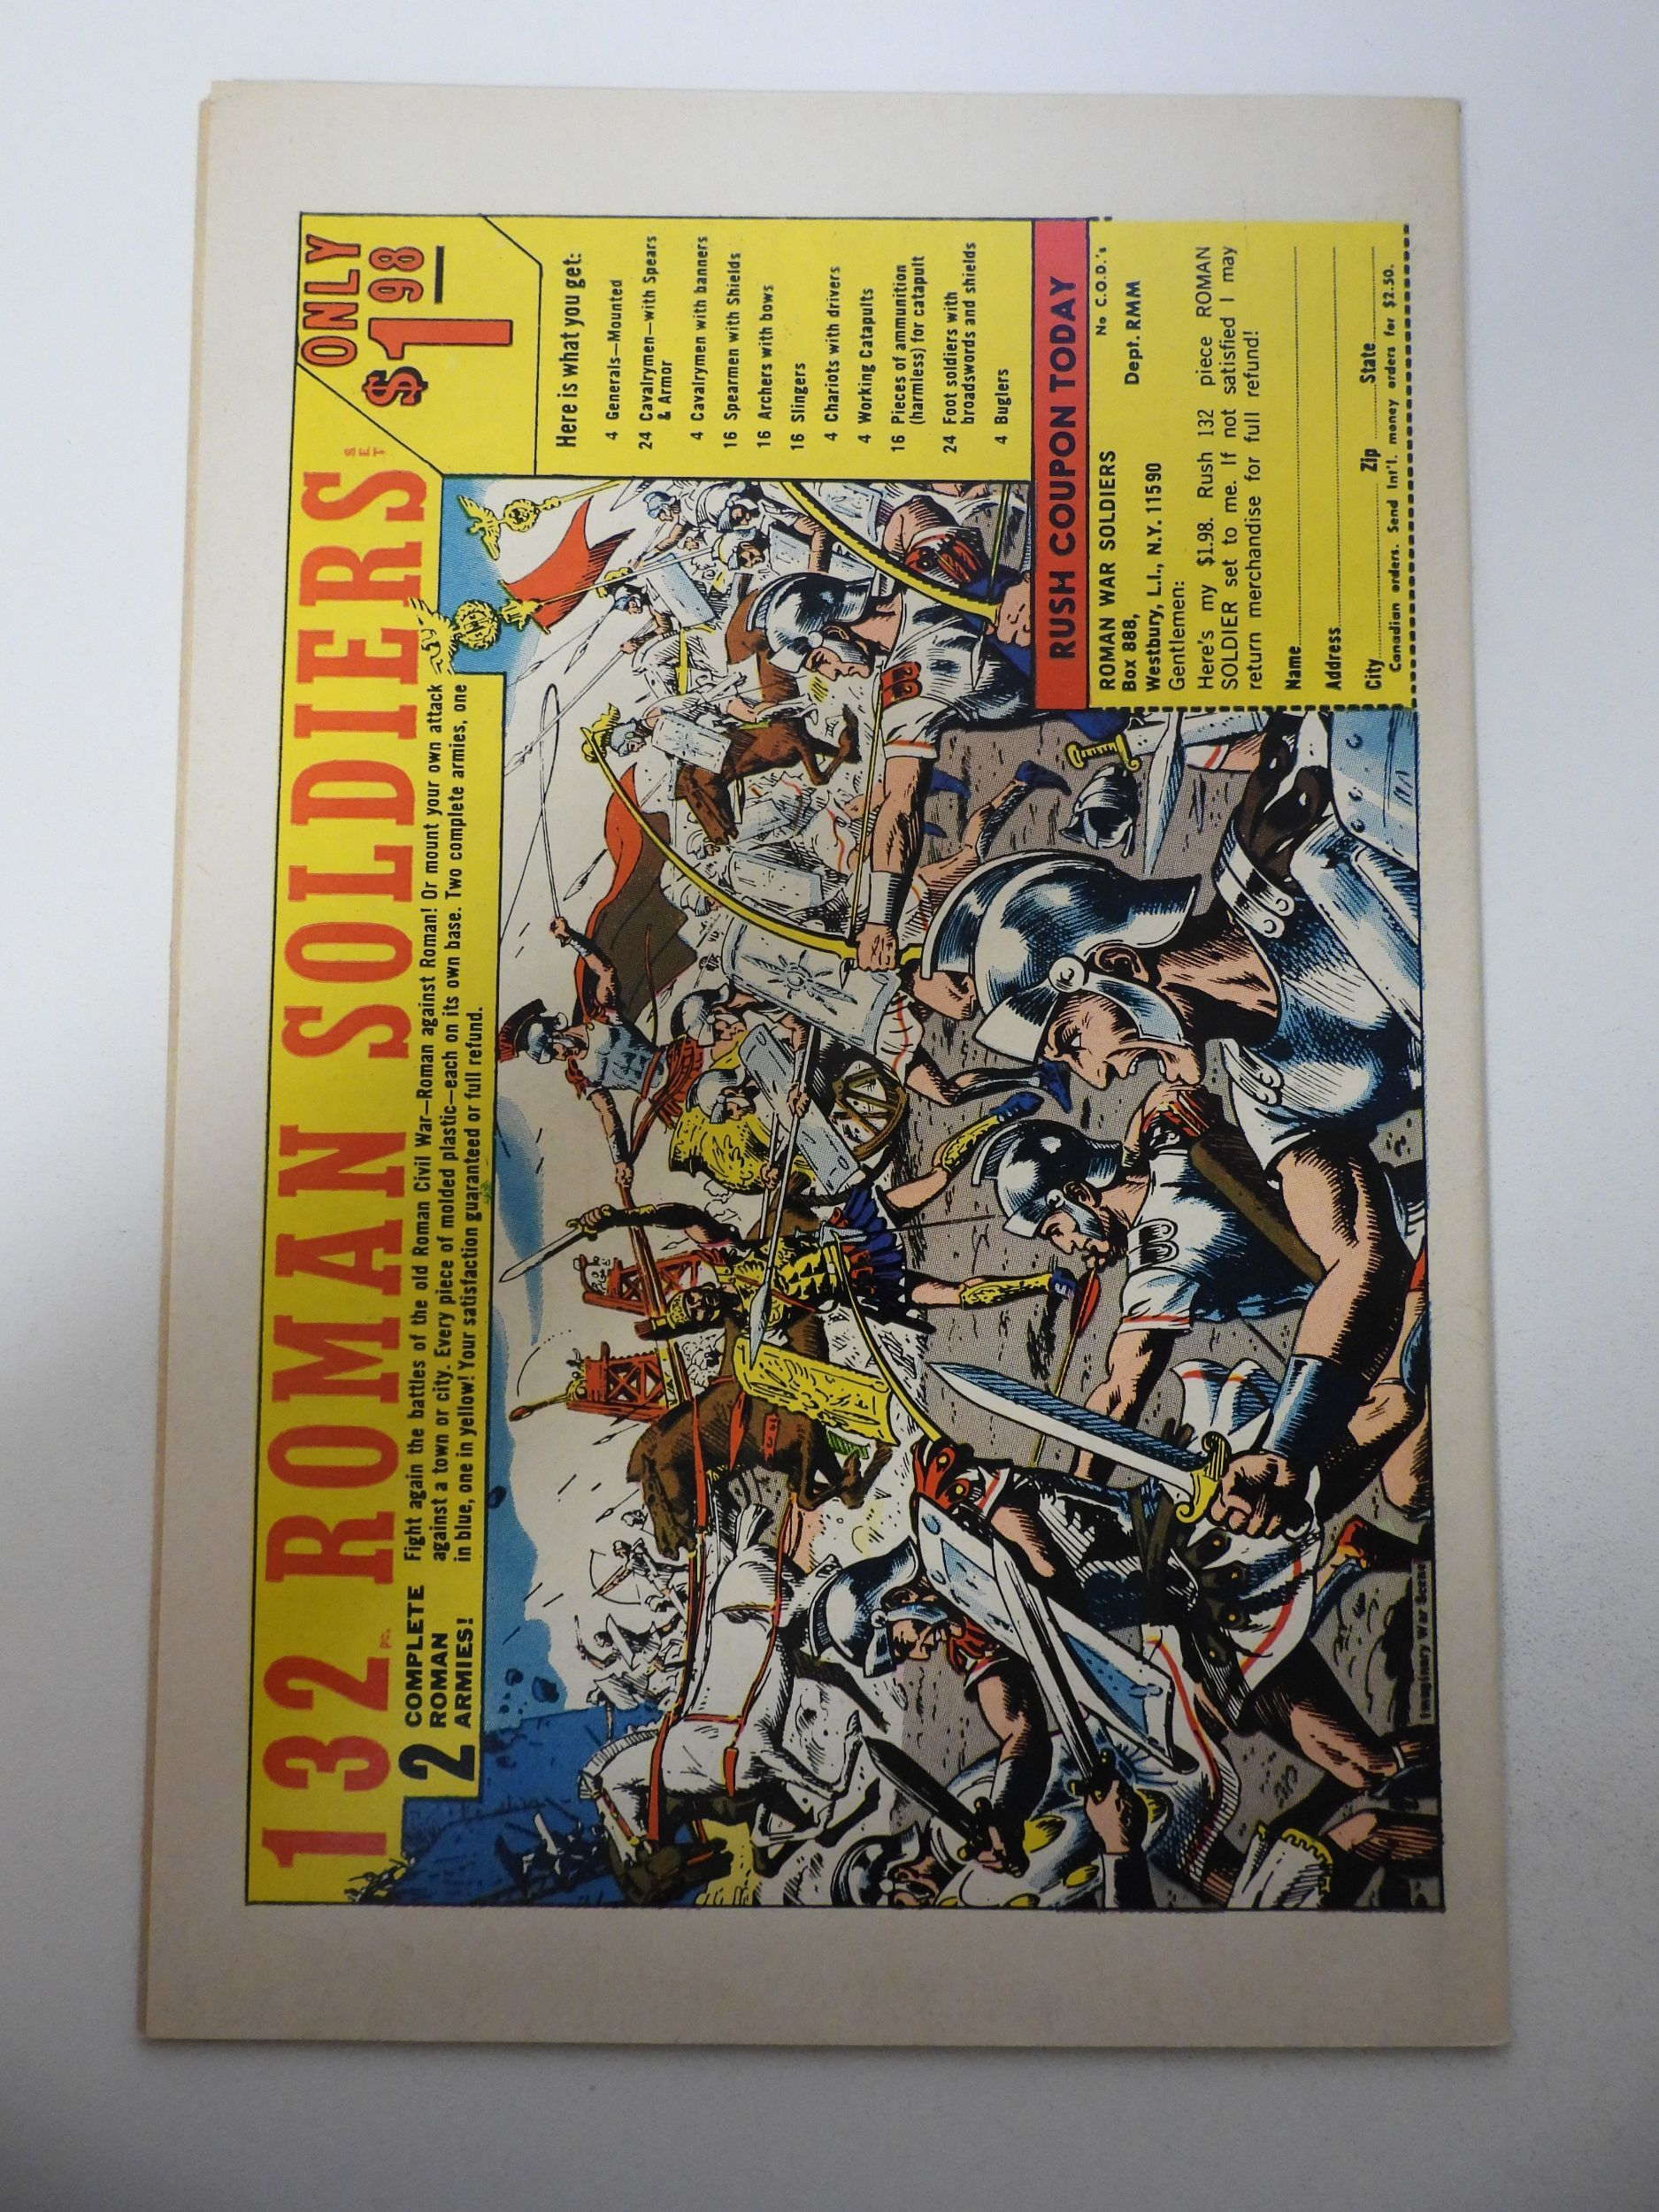 132 PC. ROMAN SOLDIERS SET
ONLY
$1.98
2 COMPLETE
ROMAN
ARMIES!
Fight again the battles of the old Roman Civil War—Roman against Roman! Or mount your own attack
against a town or city. Every piece of molded plastic—each on its own base. Two complete armies, one
in blue, one in yellow! Your satisfaction guaranteed or full refund.
Here is what you get:
4 Generals—Mounted
24 Cavalrymen—with Spears
& Armor
4 Cavalrymen with banners
16 Spearmen with Shields
16 Archers with bows
16 Slingers
4 Chariots with drivers
4 Working Catapults
16 Pieces of ammunition
(harmless) for catapult
24 Foot soldiers with
broadswords and shields
4 Buglers
RUSH COUPON TODAY
No C.O.D.'s
ROMAN WAR SOLDIERS
Box 888, Dept. RMM
Westbury, L.I., N.Y. 11590
Gentlemen:
Here's my $1.98. Rush 132 piece ROMAN
SOLDIER set to me. If not satisfied I may
return merchandise for full refund!
Name
Address
City Zip State
Canadian orders. Send Int'l. money orders for $2.50.
Imaginary War Scene